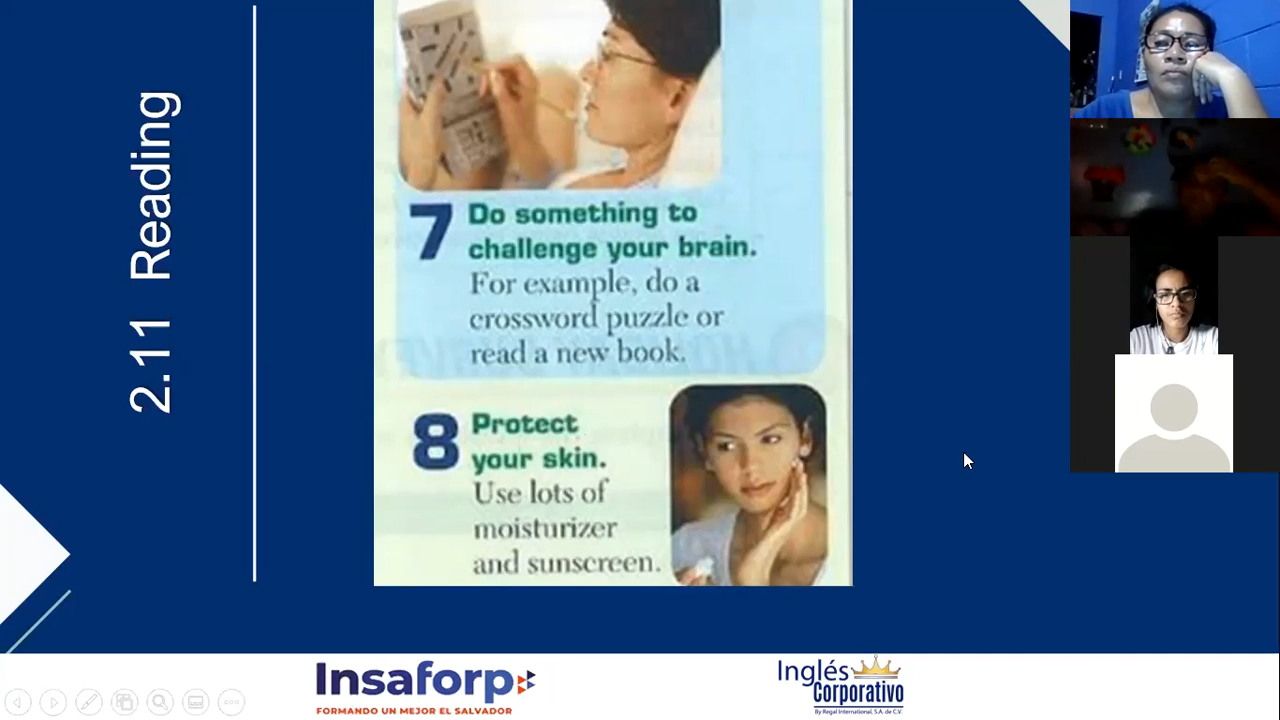 2.11 Reading
7 Do something to
challenge your brain.
For example, do a
crossword puzzle or
read a new book.
8 Protect
your skin.
Use lots of
moisturizer
and sunscreen.
Insaforp
FORMANDO UN MEJOR EL SALVADOR
Inglés
Corporativo
By Regal International, S.A. de C.V.